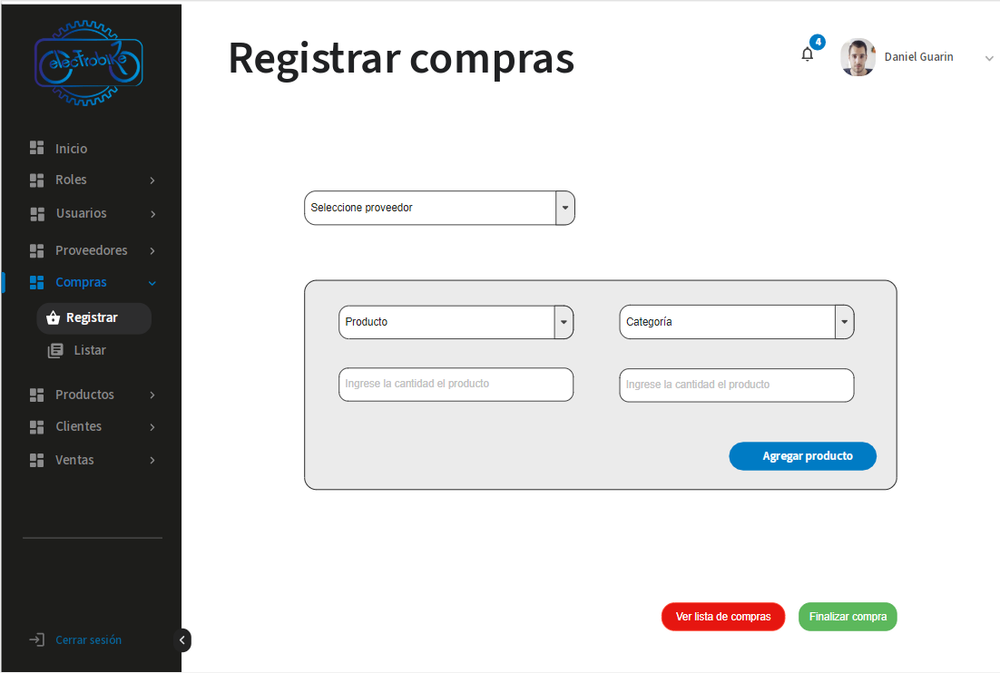 electrobike
Registrar compras
4
Daniel Guarin
Inicio
Roles
Usuarios
Proveedores
Compras
Registrar
Listar
Productos
Clientes
Ventas
Cerrar sesión
Seleccione proveedor
Producto
Categoría
Ingrese la cantidad el producto
Ingrese la cantidad el producto
Agregar producto
Ver lista de compras
Finalizar compra